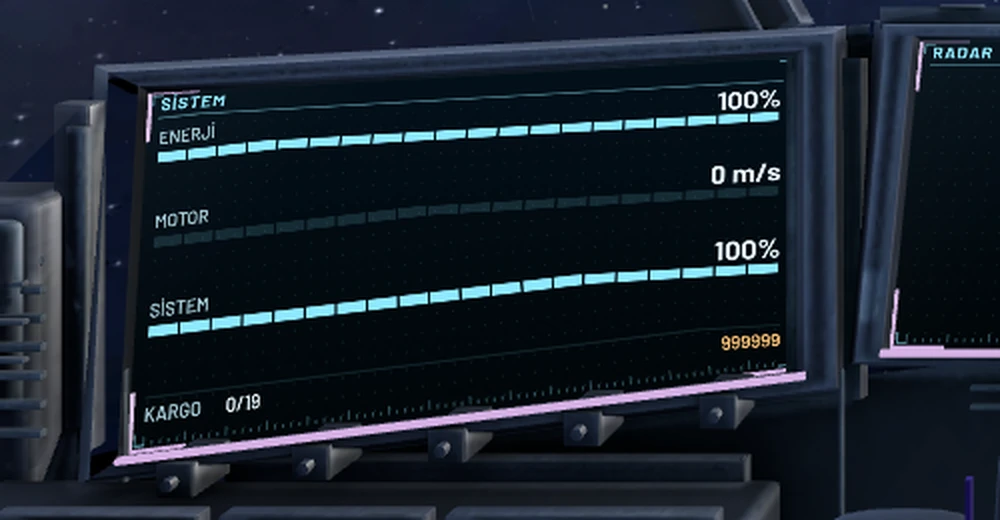 SİSTEM
ENERJİ 100%
MOTOR 0 m/s
SİSTEM 100%
999999
KARGO 0/19
RADAR